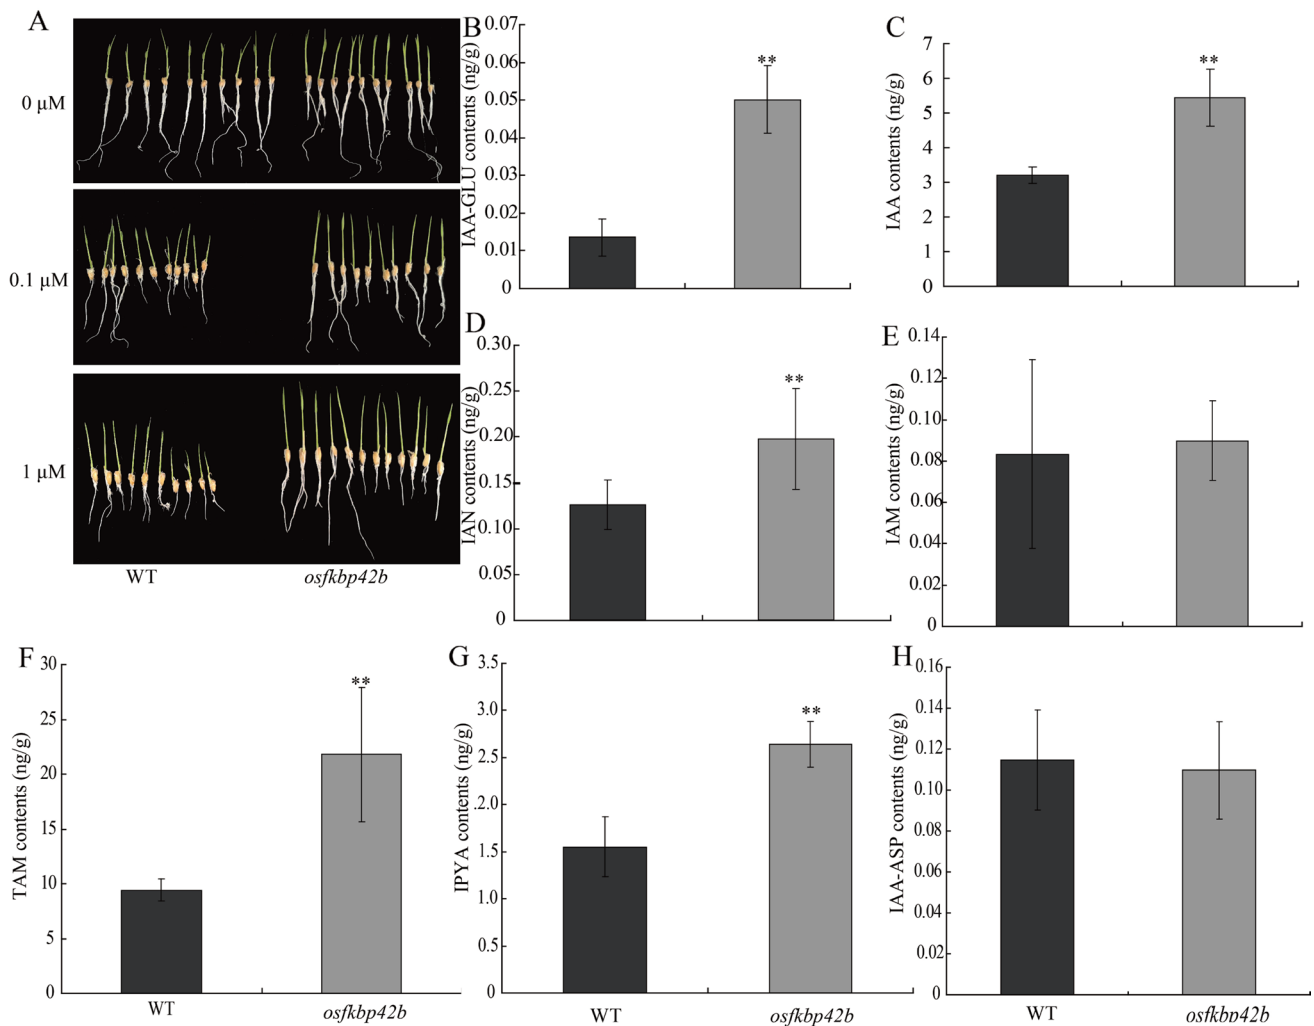 A
0 μM
0.1 μM
1 μM
WT
osfkbp42b
B
IAA-GLU contents (ng/g)
0.07
0.06
0.05
0.04
0.03
0.02
0.01
0
**
C
IAA contents (ng/g)
7
6
5
4
3
2
1
0
**
D
IAN contents (ng/g)
0.30
0.25
0.20
0.15
0.10
0.05
0
**
E
IAM contents (ng/g)
0.14
0.12
0.10
0.08
0.06
0.04
0.02
0
F
TAM contents (ng/g)
30
25
20
15
10
5
0
**
WT
osfkbp42b
G
IPYA contents (ng/g)
3.5
3.0
2.5
.2.0
1.5
1.0
0.5
0.0
**
WT
osfkbp42b
H
IAA-ASP contents (ng/g)
0.16
0.14
0.12
0.10
0.08
0.06
0.04
0.02
0.00
WT
osfkbp42b